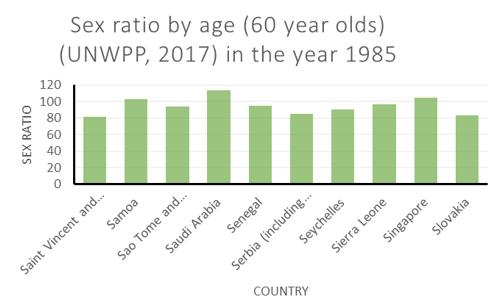 Sex ratio by age (60 year olds)
(UNWPP, 2017) in the year 1985
120
100
80
60
40
20
0
SEX RATIO
Saint Vincent and...
Samoa
Sao Tome and...
Saudi Arabia
Senegal
Serbia (including...
Seychelles
Sierra Leone
Singapore
Slovakia
COUNTRY